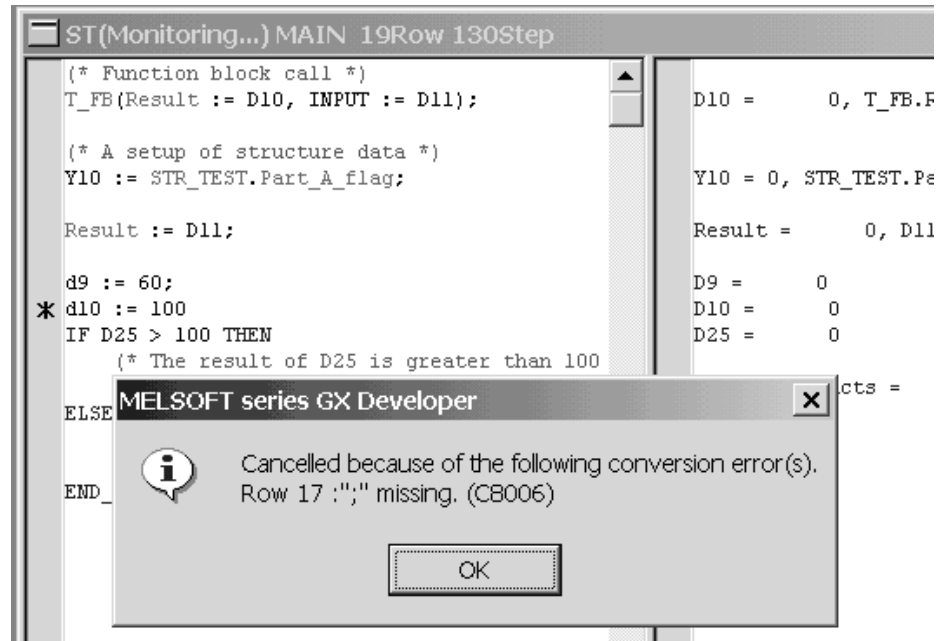 ST(Monitoring...) MAIN 19Row 130Step
(* Function block call *)
T_FB(Result := D10, INPUT := D11);
(* A setup of structure data *)
Y10 := STR_TEST.Part_A_flag;
Result := D11;
d9 := 60;
* d10 := 100
IF D25 > 100 THEN
(* The result of D25 is greater than 100
ELSE
END_
D10 = 0, T_FB.R
Y10 = 0, STR_TEST.Pa
Result = 0, D11
D9 = 0
D10 = 0
D25 = 0
cts =
MELSOFT series GX Developer
Cancelled because of the following conversion error(s).
Row 17 :";" missing. (C8006)
OK